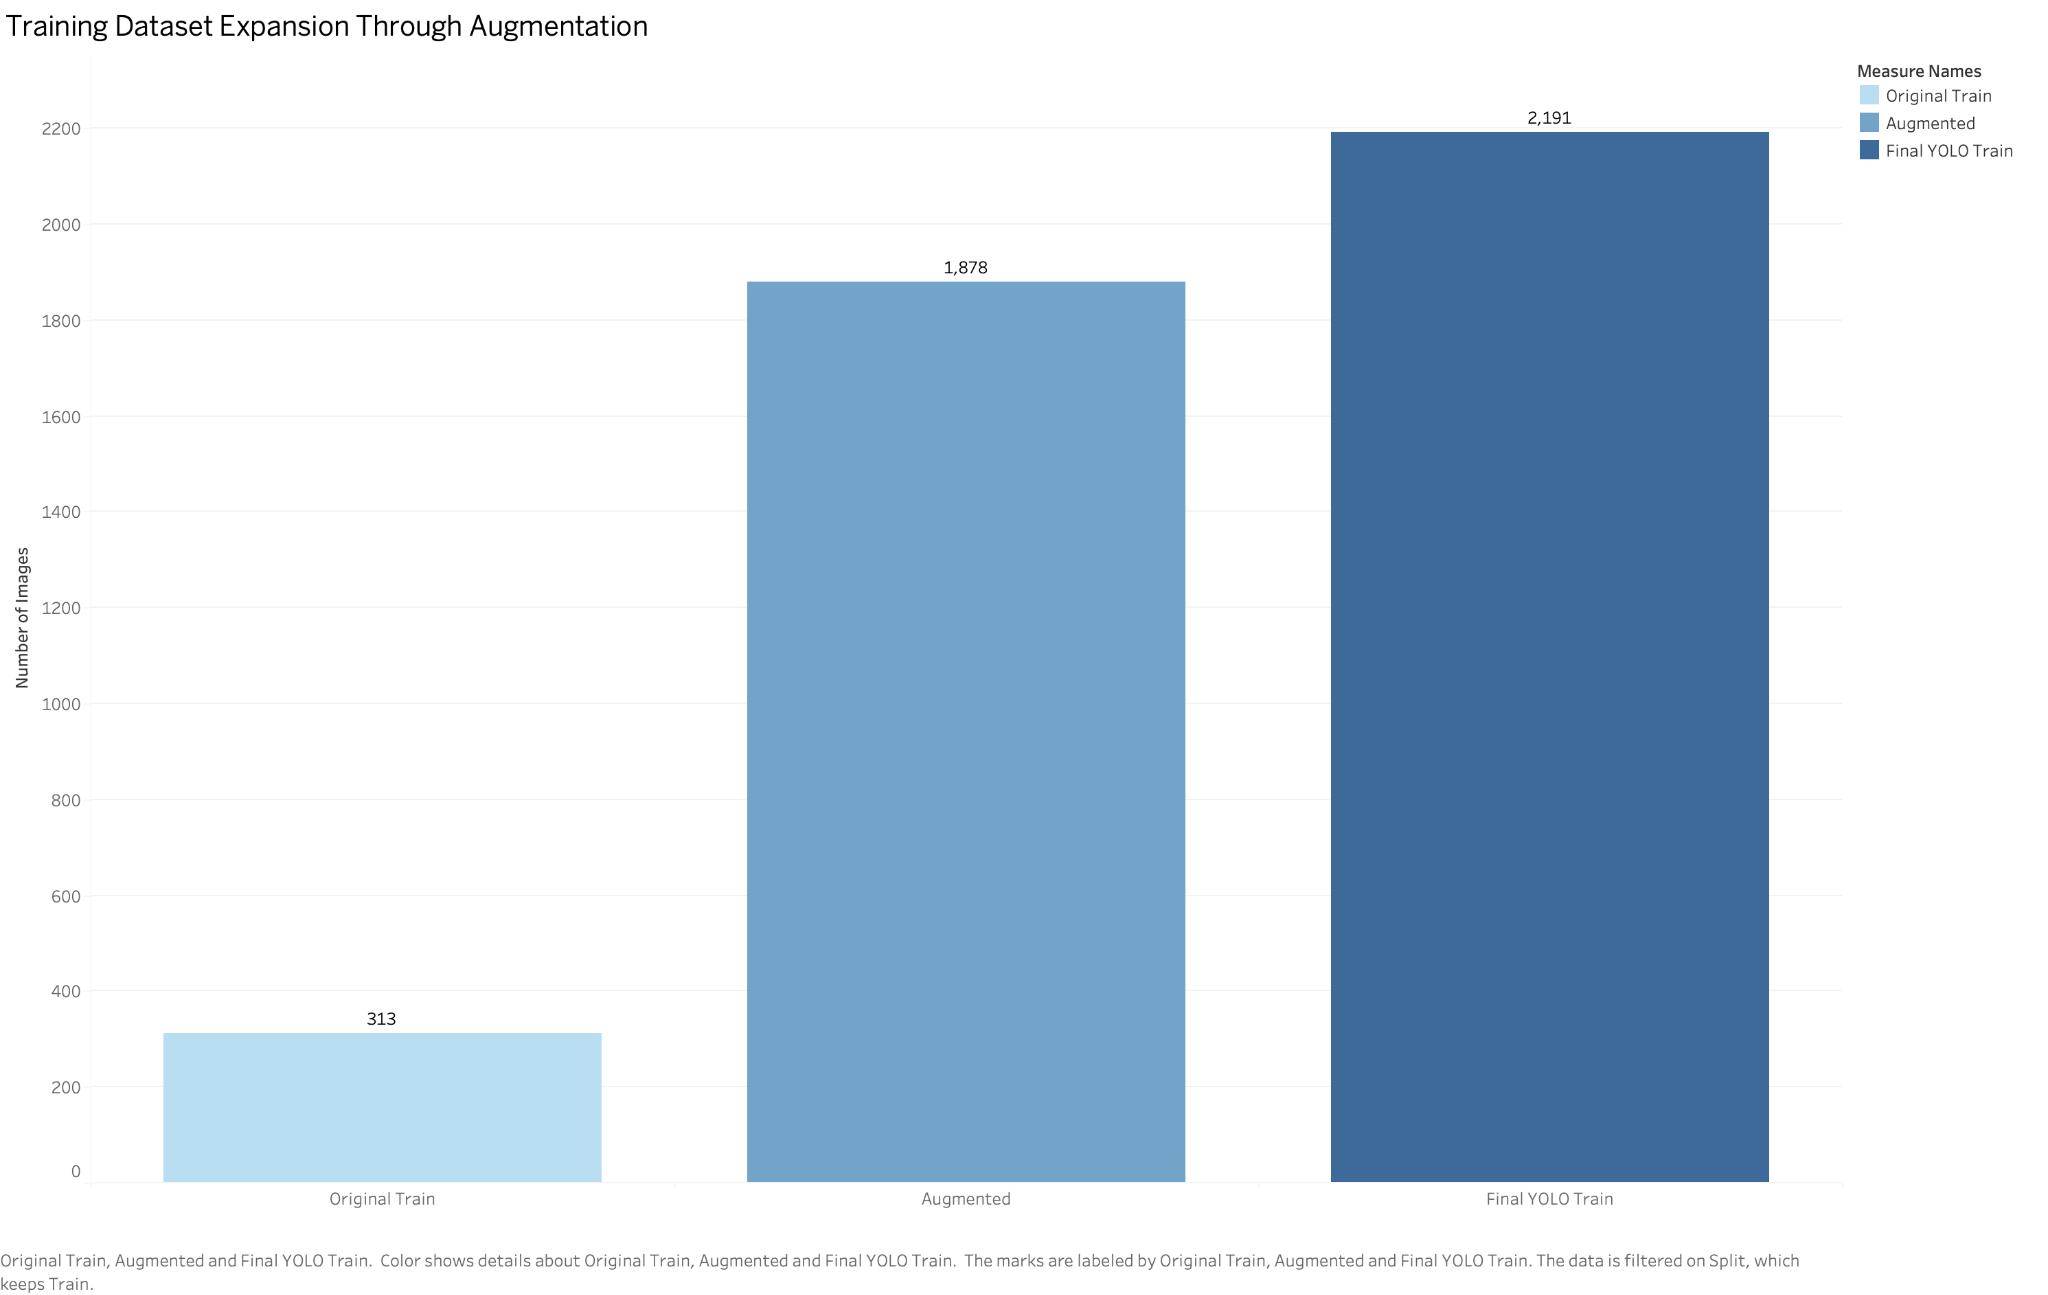 Training Dataset Expansion Through Augmentation
Measure Names
Original Train
Augmented
Final YOLO Train
Number of Images
2200
2000
1800
1600
1400
1200
1000
800
600
400
200
0
313
1,878
2,191
Original Train
Augmented
Final YOLO Train
Original Train, Augmented and Final YOLO Train.  Color shows details about Original Train, Augmented and Final YOLO Train.  The marks are labeled by Original Train, Augmented and Final YOLO Train. The data is filtered on Split, which
keeps Train.